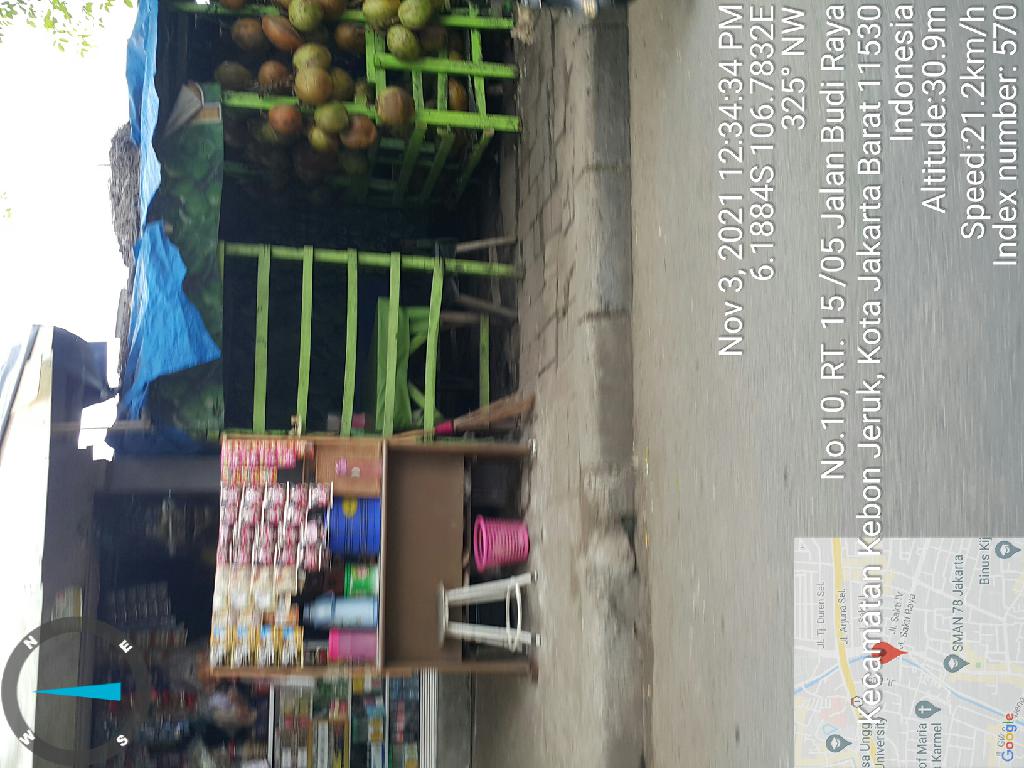 N
W
S
E
Nov 3, 2021 12:34:34 PM
6.1884S 106.7832E
325° NW
No.10, RT. 15 /05 Jalan Budi Raya
Kecamatan Kebon Jeruk, Kota Jakarta Barat 11530
Indonesia
Altitude:30.9m
Speed:21.2km/h
Index number: 570
JL. Tj. Duren Sel.
JL. Arjuna Sel.
sa Ungg
University
Jl. Sakti IV
Sakti Raya
of Maria
Karmel
SMAN 78 Jakarta
Binus Kij
Google